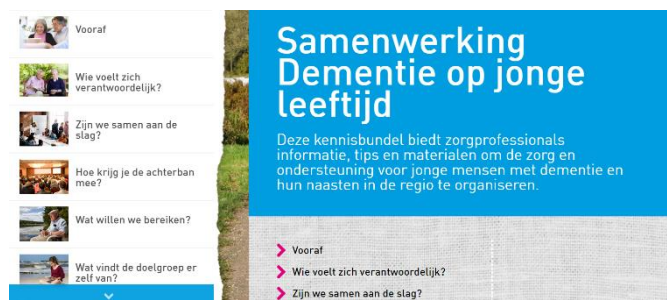 Vooraf
Wie voelt zich
verantwoordelijk?
Zijn we samen aan de
slag?
Hoe krijg je de achterban
mee?
Wat willen we bereiken?
Wat vindt de doelgroep er
zelf van?
Samenwerking
Dementie op jonge
leeftijd
Deze kennisbundel biedt zorgprofessionals
informatie, tips en materialen om de zorg en
ondersteuning voor jonge mensen met dementie en
hun naasten in de regio te organiseren.
Vooraf
Wie voelt zich verantwoordelijk?
Zijn we samen aan de slag?